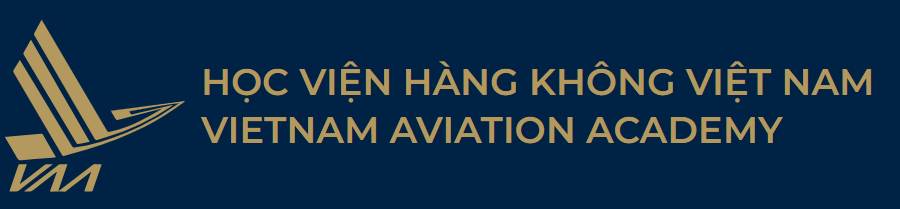 HỌC VIỆN HÀNG KHÔNG VIỆT NAM
VIETNAM AVIATION ACADEMY
VAA